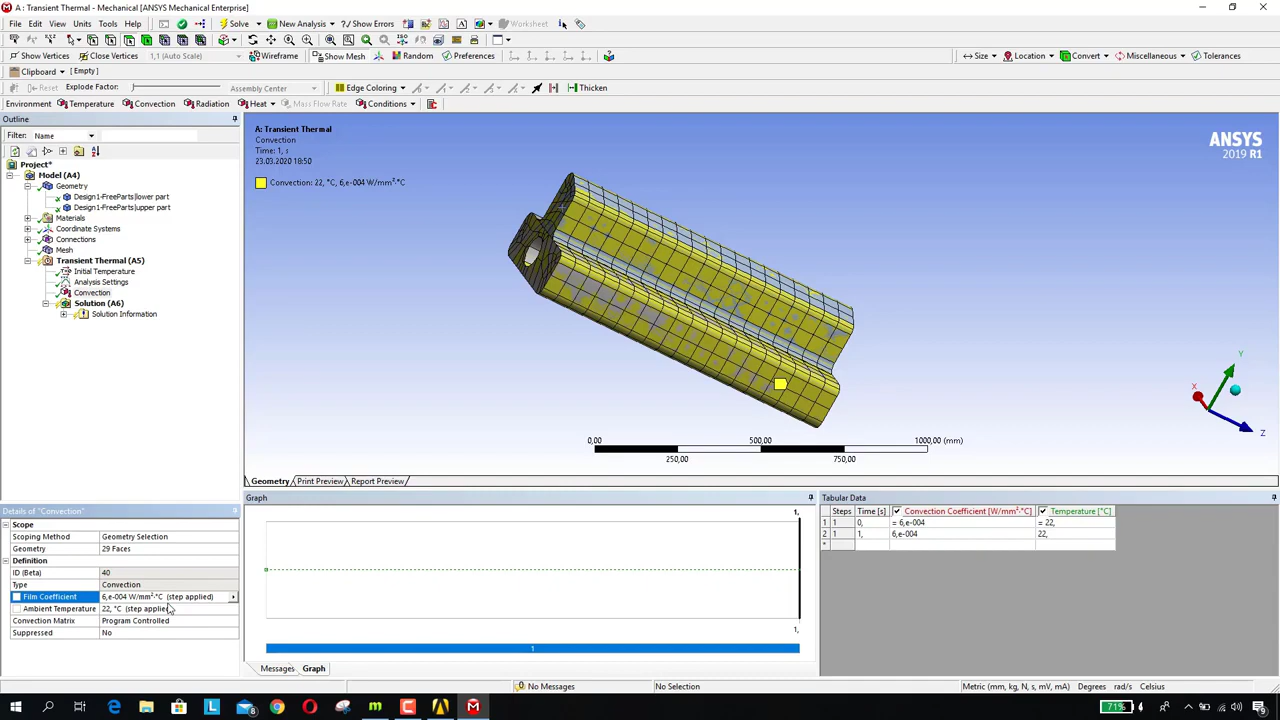 A : Transient Thermal - Mechanical [ANSYS Mechanical Enterprise]
File Edit View Units Tools Help Solve New Analysis Show Errors Worksheet
Show Vertices Close Vertices 1,1 (Auto Scale) Wireframe Show Mesh Random Preferences Size Location Convert Miscellaneous Tolerances
Clipboard [ Empty ]
Reset Explode Factor: Assembly Center Edge Coloring Thicken
Environment Temperature Convection Radiation Heat Mass Flow Rate Conditions
Outline
Filter: Name
Project*
Model (A4)
Geometry
Design1-FreeParts|lower part
Design1-FreeParts|upper part
Materials
Coordinate Systems
Connections
Mesh
Transient Thermal (A5)
Initial Temperature
Analysis Settings
Convection
Solution (A6)
Solution Information
A: Transient Thermal
Convection
Time: 1, s
23.03.2020 18:50
Convection: 22, °C, 6,e-004 W/mm²·°C
ANSYS
2019 R1
Y
X
Z
0,00 500,00 1000,00 (mm)
250,00 750,00
Geometry Print Preview Report Preview
Details of "Convection"
Scope
Scoping Method Geometry Selection
Geometry 29 Faces
Definition
ID (Beta) 40
Type Convection
Film Coefficient 6,e-004 W/mm²·°C (step applied)
Ambient Temperature 22, °C (step applied)
Convection Matrix Program Controlled
Suppressed No
Graph
1,
1,
1
Messages Graph
Tabular Data
Steps Time [s] Convection Coefficient [W/mm²·°C] Temperature [°C]
1 1 0, = 6,e-004 = 22,
2 1 1, 6,e-004 22,
*
No Messages No Selection Metric (mm, kg, N, s, mV, mA) Degrees rad/s Celsius
71%